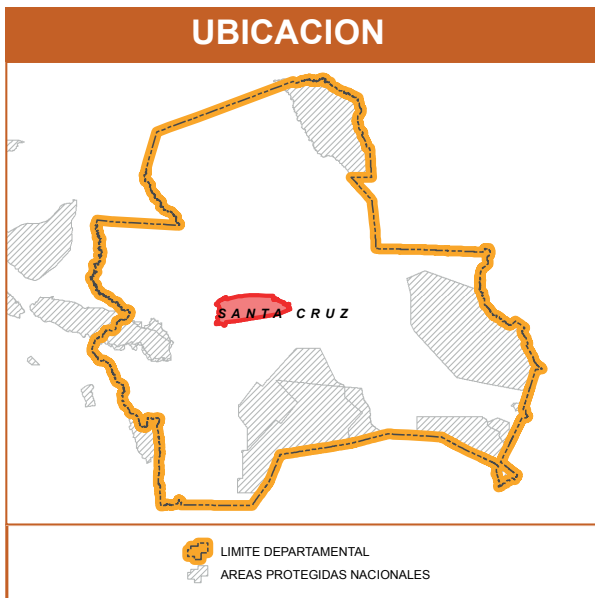 UBICACION
SANTA CRUZ
LIMITE DEPARTAMENTAL
AREAS PROTEGIDAS NACIONALES